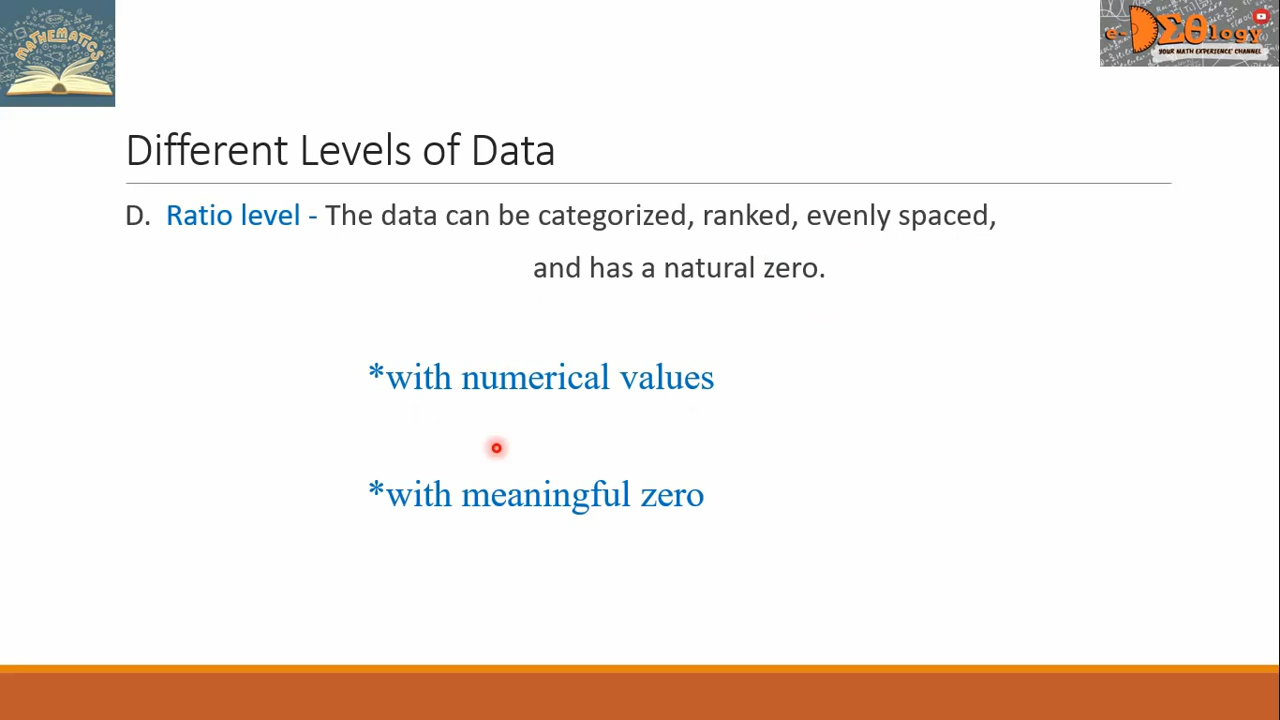 MATHEMATICS
e-DΣθlogy
YOUR MATH EXPERIENCE CHANNEL
Different Levels of Data
D. Ratio level - The data can be categorized, ranked, evenly spaced,
and has a natural zero.
*with numerical values
*with meaningful zero